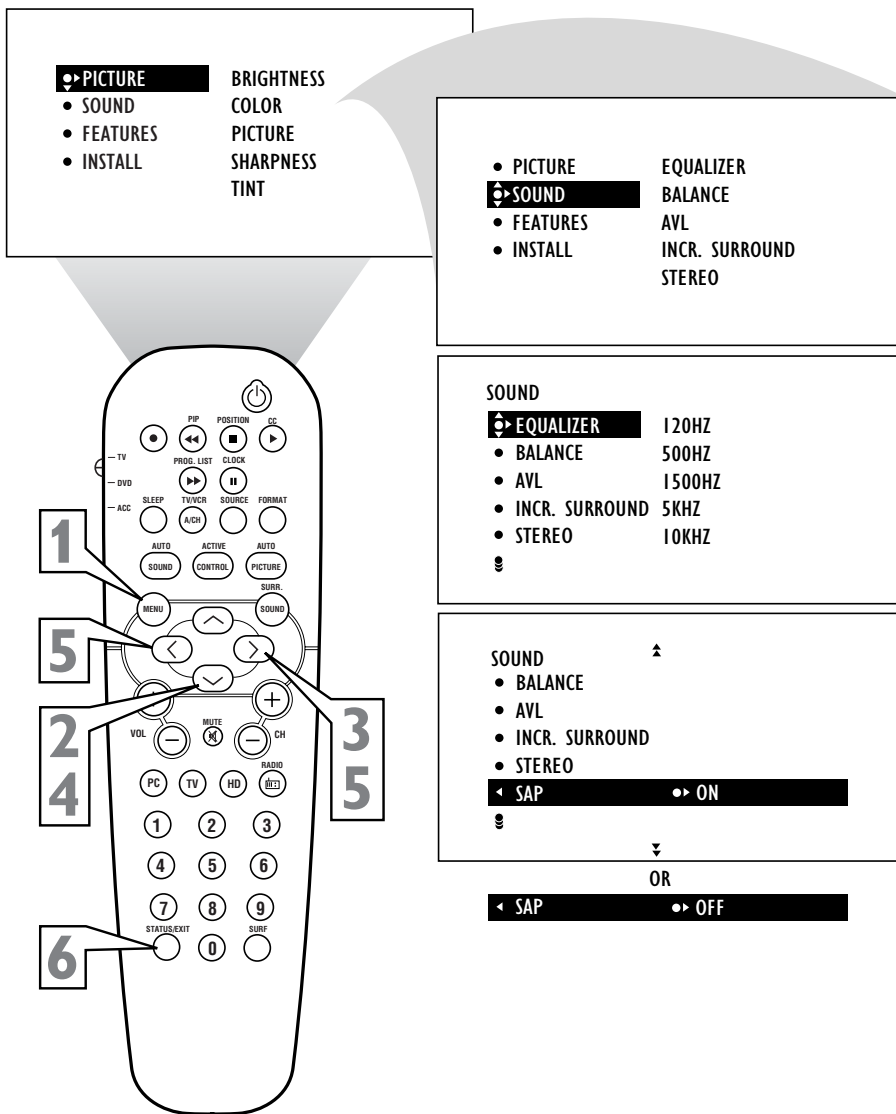 PICTURE BRIGHTNESS
SOUND COLOR
FEATURES PICTURE
INSTALL SHARPNESS
TINT
PICTURE EQUALIZER
SOUND BALANCE
FEATURES AVL
INSTALL INCR. SURROUND
STEREO
SOUND
EQUALIZER 120HZ
BALANCE 500HZ
AVL 1500HZ
INCR. SURROUND 5KHZ
STEREO 10KHZ
SOUND
BALANCE
AVL
INCR. SURROUND
STEREO
SAP ON
OR
SAP OFF
PIP POSITION CC
TV
PROG. LIST CLOCK
DVD
ACC
SLEEP TV/VCR SOURCE FORMAT
A/CH
AUTO ACTIVE AUTO
SOUND CONTROL PICTURE
SURR.
MENU SOUND
1
5
2
4
3
5
6
+
VOL - MUTE - CH
RADIO
PC TV HD
1 2 3
4 5 6
7 8 9
STATUS/EXIT SURF
0